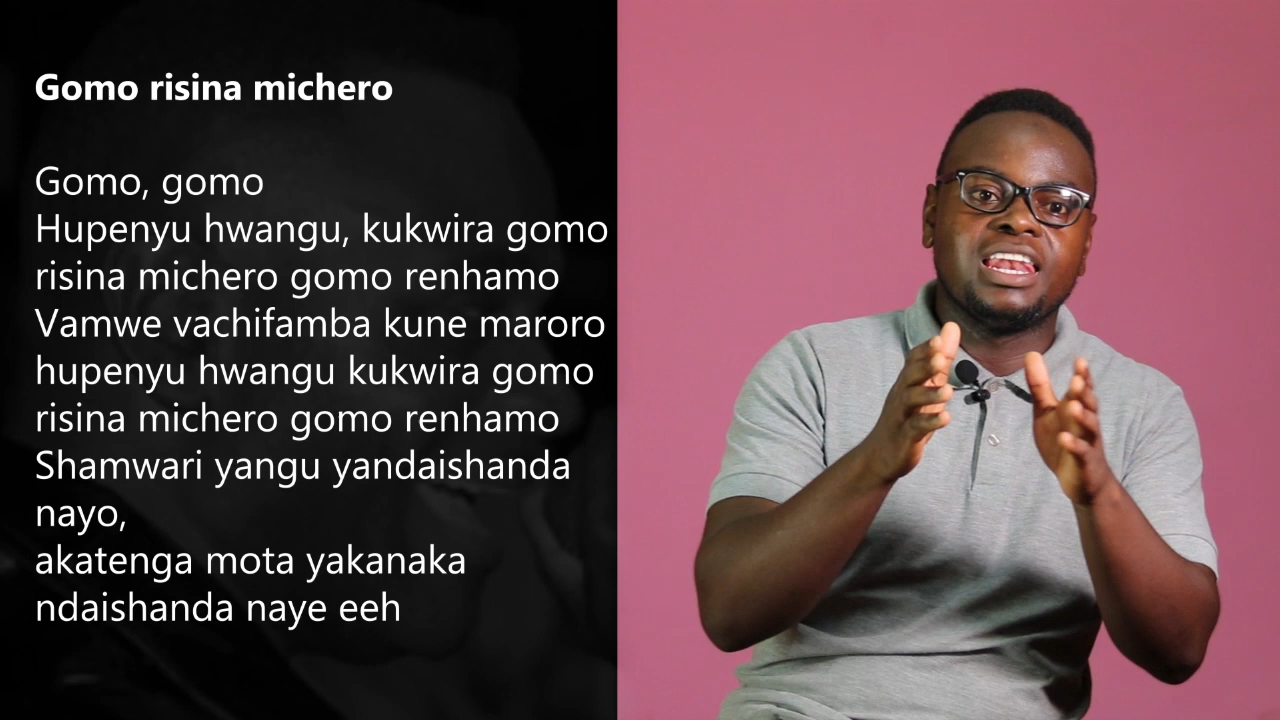 Gomo risina michero
Gomo, gomo
Hupenyu hwangu, kukwira gomo
risina michero gomo renhamo
Vamwe vachifamba kune maroro
hupenyu hwangu kukwira gomo
risina michero gomo renhamo
Shamwari yangu yandaishanda
nayo,
akatenga mota yakanaka
ndaishanda naye eeh